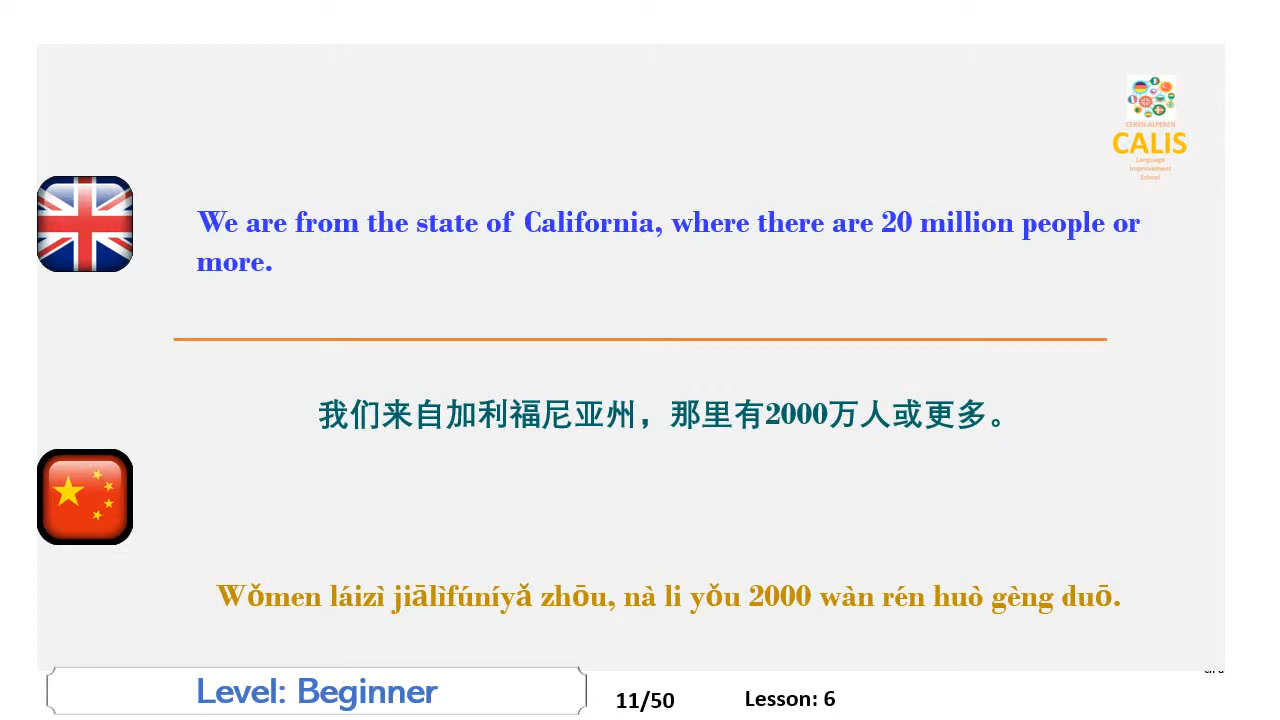 CEREN-ALPEREN
CALIS
Language
Improvement
School
We are from the state of California, where there are 20 million people or
more.
我们来自加利福尼亚州，那里有2000万人或更多。
Wǒmen láizì jiālìfúníyǎ zhōu, nà li yǒu 2000 wàn rén huò gèng duō.
Level: Beginner
11/50
Lesson: 6